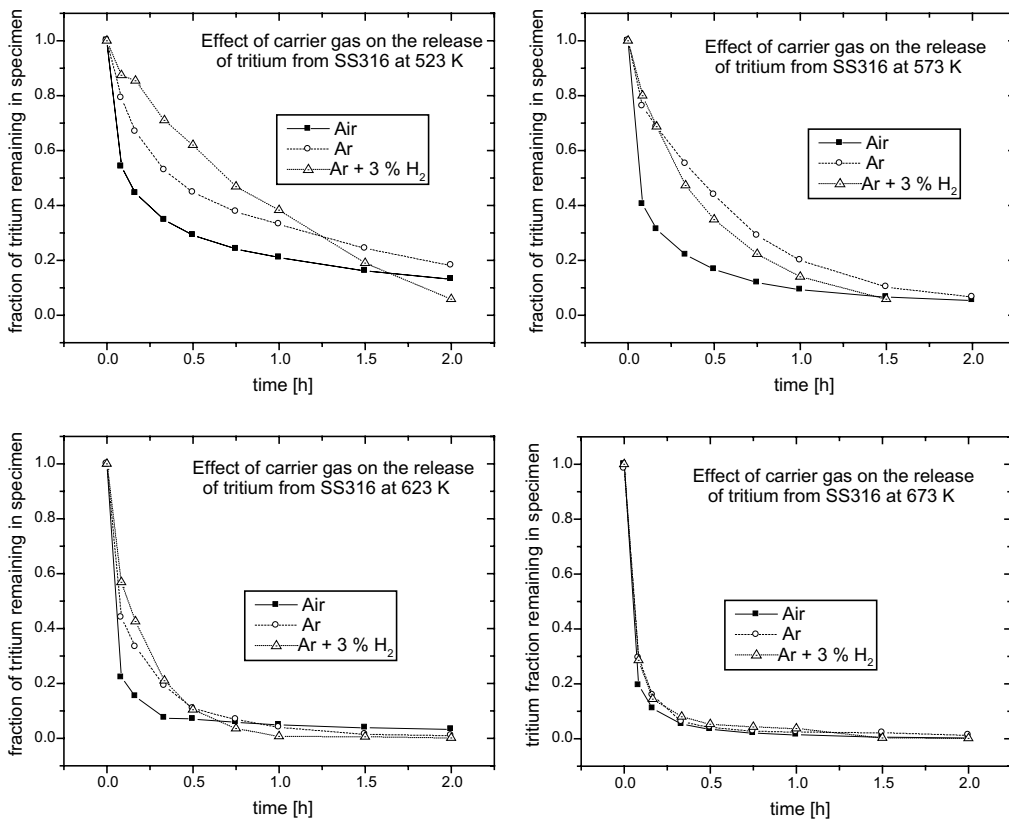 Effect of carrier gas on the release
of tritium from SS316 at 523 K
Air
Ar
Ar + 3 % H₂
fraction of tritium remaining in specimen
1.0
0.8
0.6
0.4
0.2
0.0
0.0 0.5 1.0 1.5 2.0
time [h]
Effect of carrier gas on the release
of tritium from SS316 at 573 K
Air
Ar
Ar + 3 % H₂
fraction of tritium remaining in specimen
1.0
0.8
0.6
0.4
0.2
0.0
0.0 0.5 1.0 1.5 2.0
time [h]
Effect of carrier gas on the release
of tritium from SS316 at 623 K
Air
Ar
Ar + 3 % H₂
fraction of tritium remaining in specimen
1.0
0.8
0.6
0.4
0.2
0.0
0.0 0.5 1.0 1.5 2.0
time [h]
Effect of carrier gas on the release
of tritium from SS316 at 673 K
Air
Ar
Ar + 3 % H₂
tritium fraction remaining in specimen
1.0
0.8
0.6
0.4
0.2
0.0
0.0 0.5 1.0 1.5 2.0
time [h]